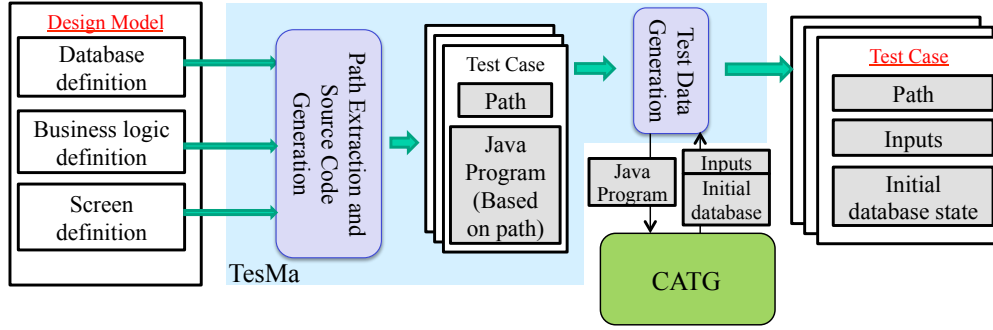 Design Model
Database
definition
Business logic
definition
Screen
definition
TesMa
Path Extraction and
Source Code
Generation
Test Case
Path
Java
Program
(Based
on path)
Test Data
Generation
Java
Program
Inputs
Initial
database
CATG
Test Case
Path
Inputs
Initial
database state